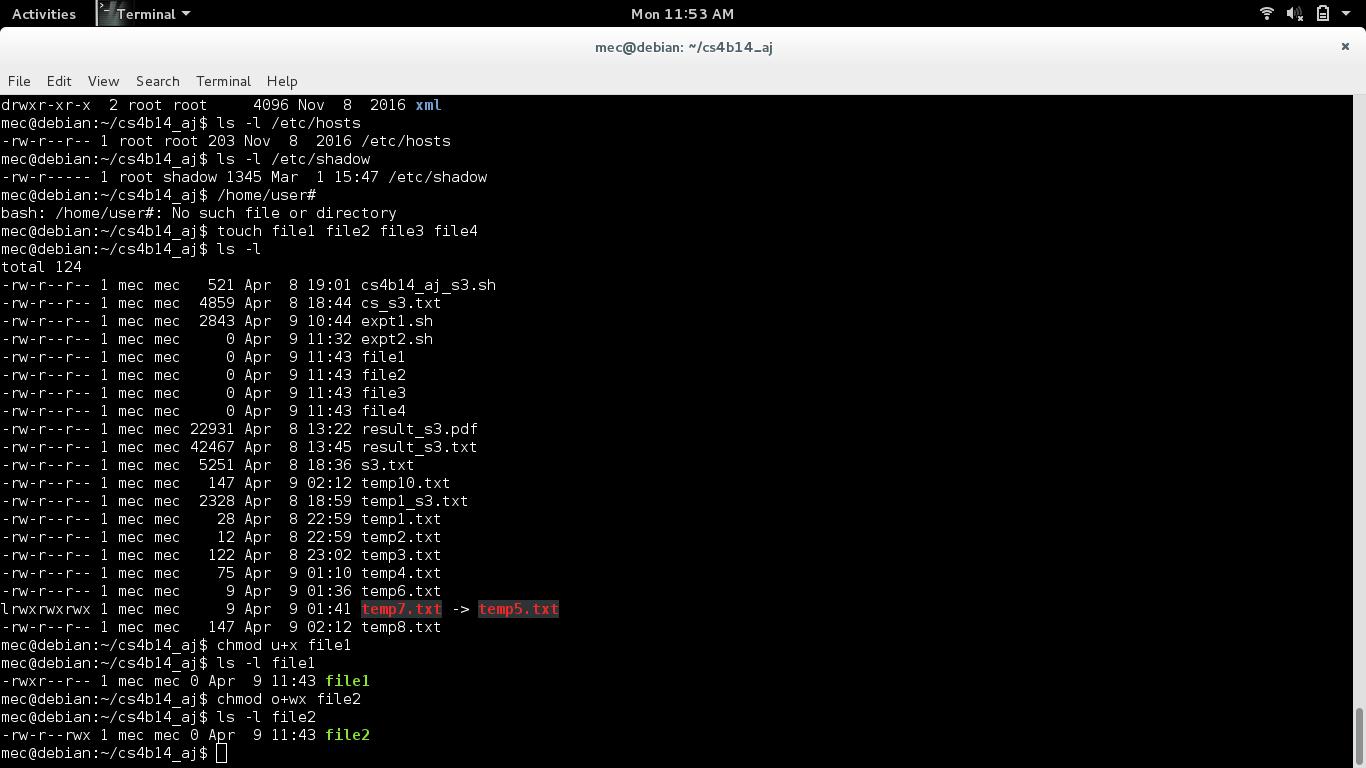 Activities Terminal Mon 11:53 AM
mec@debian: ~/cs4b14_aj ×
File Edit View Search Terminal Help
drwxr-xr-x  2 root root     4096 Nov  8  2016 xml
mec@debian:~/cs4b14_aj$ ls -l /etc/hosts
-rw-r--r-- 1 root root 203 Nov  8  2016 /etc/hosts
mec@debian:~/cs4b14_aj$ ls -l /etc/shadow
-rw-r----- 1 root shadow 1345 Mar  1 15:47 /etc/shadow
mec@debian:~/cs4b14_aj$ /home/user#
bash: /home/user#: No such file or directory
mec@debian:~/cs4b14_aj$ touch file1 file2 file3 file4
mec@debian:~/cs4b14_aj$ ls -l
total 124
-rw-r--r-- 1 mec mec   521 Apr  8 19:01 cs4b14_aj_s3.sh
-rw-r--r-- 1 mec mec  4859 Apr  8 18:44 cs_s3.txt
-rw-r--r-- 1 mec mec  2843 Apr  9 10:44 expt1.sh
-rw-r--r-- 1 mec mec     0 Apr  9 11:32 expt2.sh
-rw-r--r-- 1 mec mec     0 Apr  9 11:43 file1
-rw-r--r-- 1 mec mec     0 Apr  9 11:43 file2
-rw-r--r-- 1 mec mec     0 Apr  9 11:43 file3
-rw-r--r-- 1 mec mec     0 Apr  9 11:43 file4
-rw-r--r-- 1 mec mec 22931 Apr  8 13:22 result_s3.pdf
-rw-r--r-- 1 mec mec 42467 Apr  8 13:45 result_s3.txt
-rw-r--r-- 1 mec mec  5251 Apr  8 18:36 s3.txt
-rw-r--r-- 1 mec mec   147 Apr  9 02:12 temp10.txt
-rw-r--r-- 1 mec mec  2328 Apr  8 18:59 temp1_s3.txt
-rw-r--r-- 1 mec mec    28 Apr  8 22:59 temp1.txt
-rw-r--r-- 1 mec mec    12 Apr  8 22:59 temp2.txt
-rw-r--r-- 1 mec mec   122 Apr  8 23:02 temp3.txt
-rw-r--r-- 1 mec mec    75 Apr  9 01:10 temp4.txt
-rw-r--r-- 1 mec mec     9 Apr  9 01:36 temp6.txt
lrwxrwxrwx 1 mec mec     9 Apr  9 01:41 temp7.txt -> temp5.txt
-rw-r--r-- 1 mec mec   147 Apr  9 02:12 temp8.txt
mec@debian:~/cs4b14_aj$ chmod u+x file1
mec@debian:~/cs4b14_aj$ ls -l file1
-rwxr--r-- 1 mec mec 0 Apr  9 11:43 file1
mec@debian:~/cs4b14_aj$ chmod o+wx file2
mec@debian:~/cs4b14_aj$ ls -l file2
-rw-r--rwx 1 mec mec 0 Apr  9 11:43 file2
mec@debian:~/cs4b14_aj$